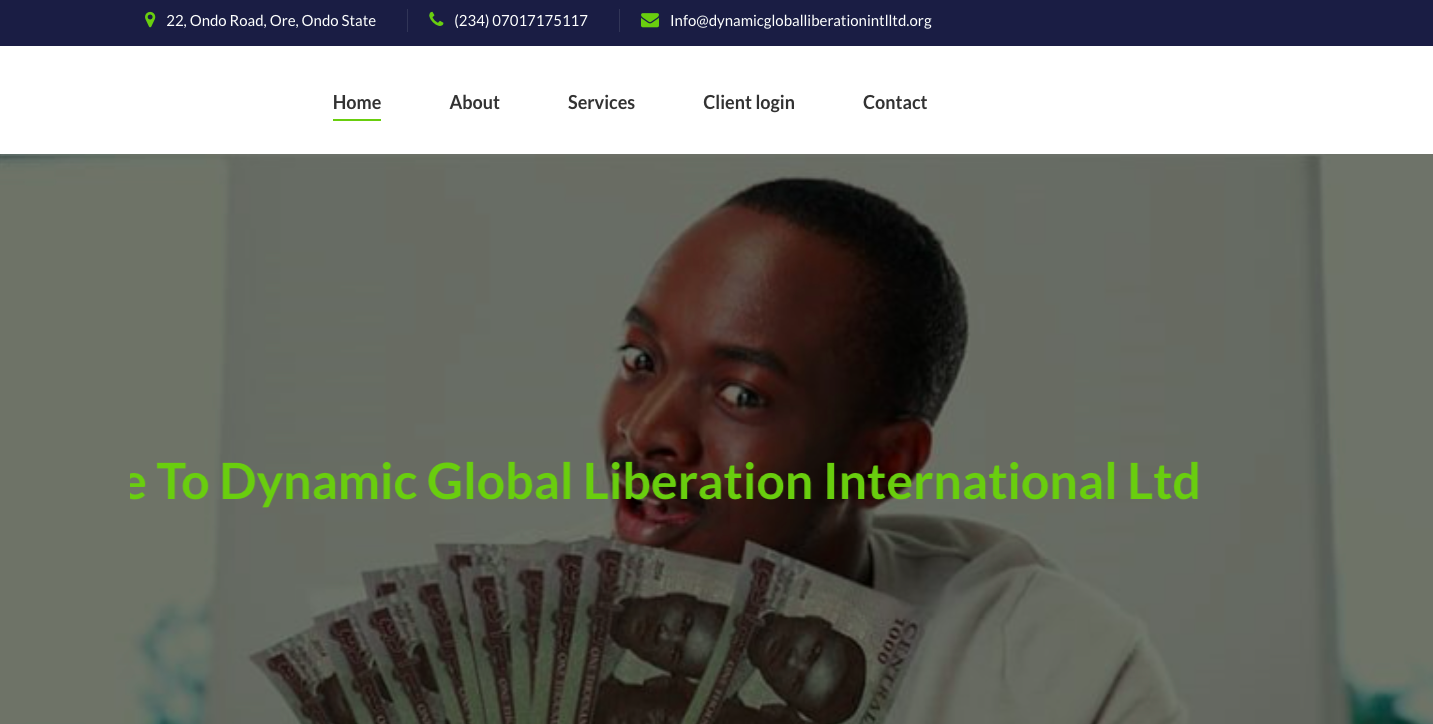 22, Ondo Road, Ore, Ondo State
(234) 07017175117
Info@dynamicgloballiberationintlltd.org
Home
About
Services
Client login
Contact
e To Dynamic Global Liberation International Ltd
1000